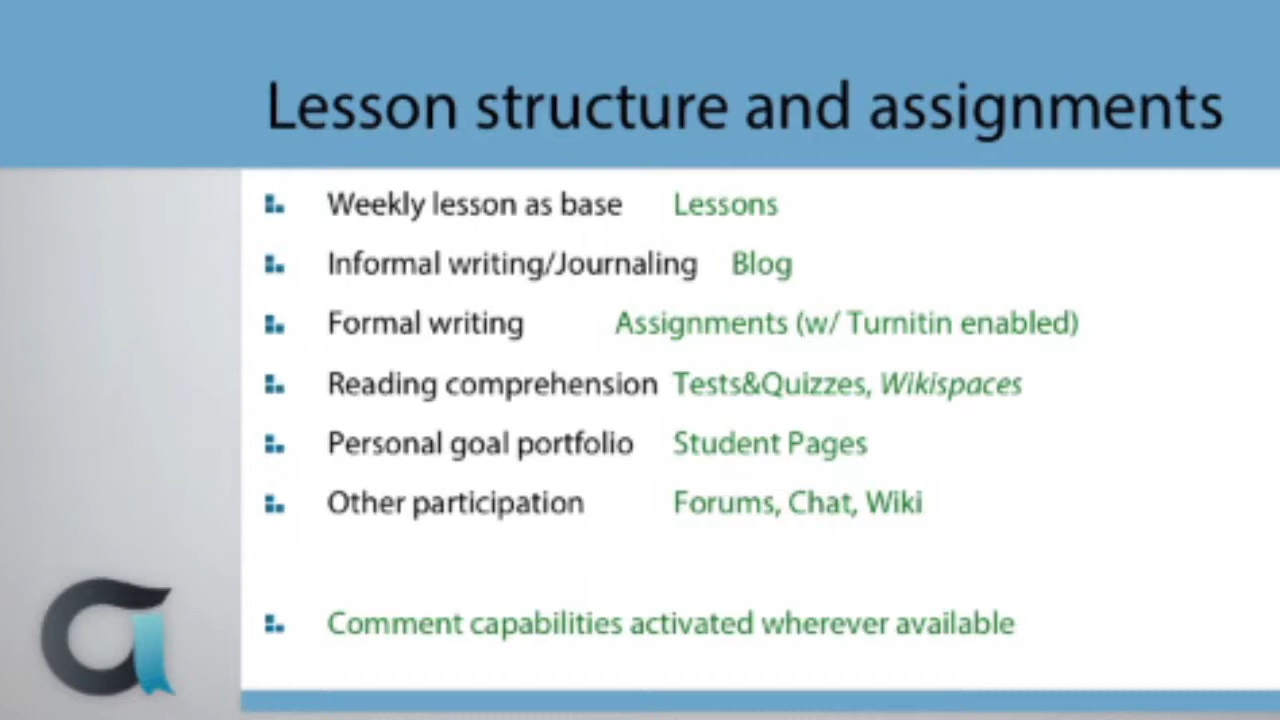 Lesson structure and assignments
Weekly lesson as base Lessons
Informal writing/Journaling Blog
Formal writing Assignments (w/ Turnitin enabled)
Reading comprehension Tests&Quizzes, Wikispaces
Personal goal portfolio Student Pages
Other participation Forums, Chat, Wiki
Comment capabilities activated wherever available